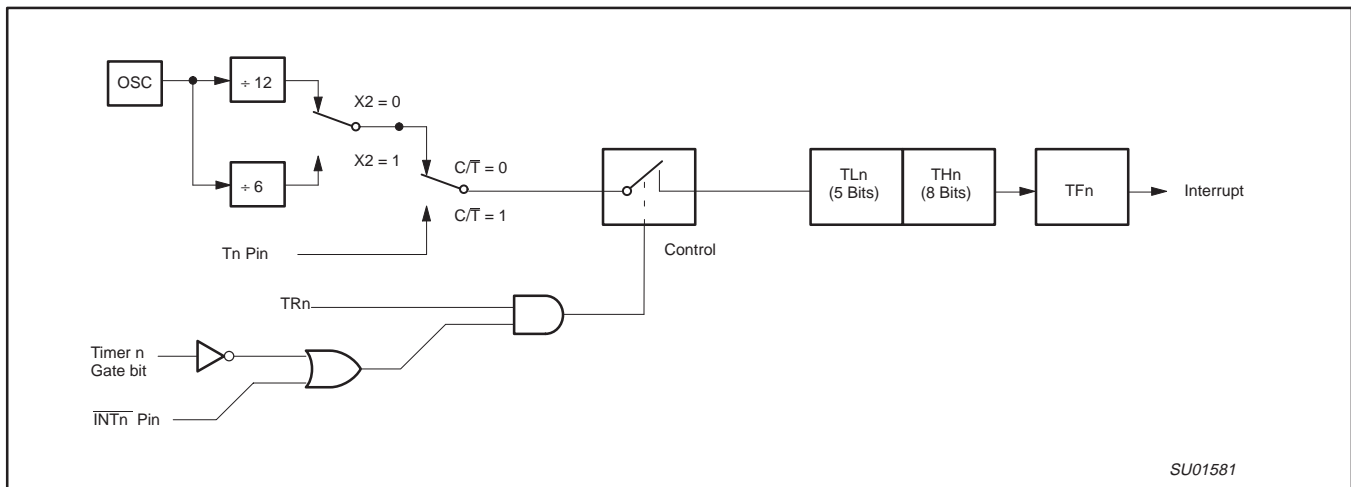 OSC
÷ 12
X2 = 0
÷ 6
X2 = 1
C/T̅ = 0
C/T̅ = 1
Tn Pin
Control
TLn
(5 Bits)
THn
(8 Bits)
TFn
Interrupt
TRn
Timer n
Gate bit
I̅N̅T̅n̅ Pin
SU01581